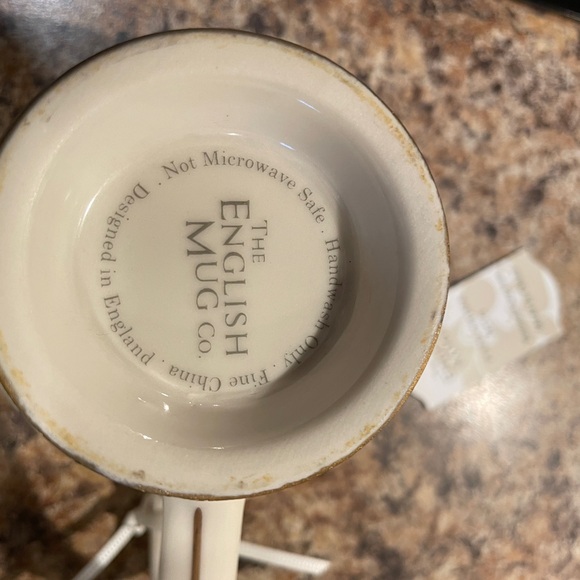 THE
ENGLISH
MUG Co.
Not Microwave Safe · Handwash Only · Fine China · Designed in England ·